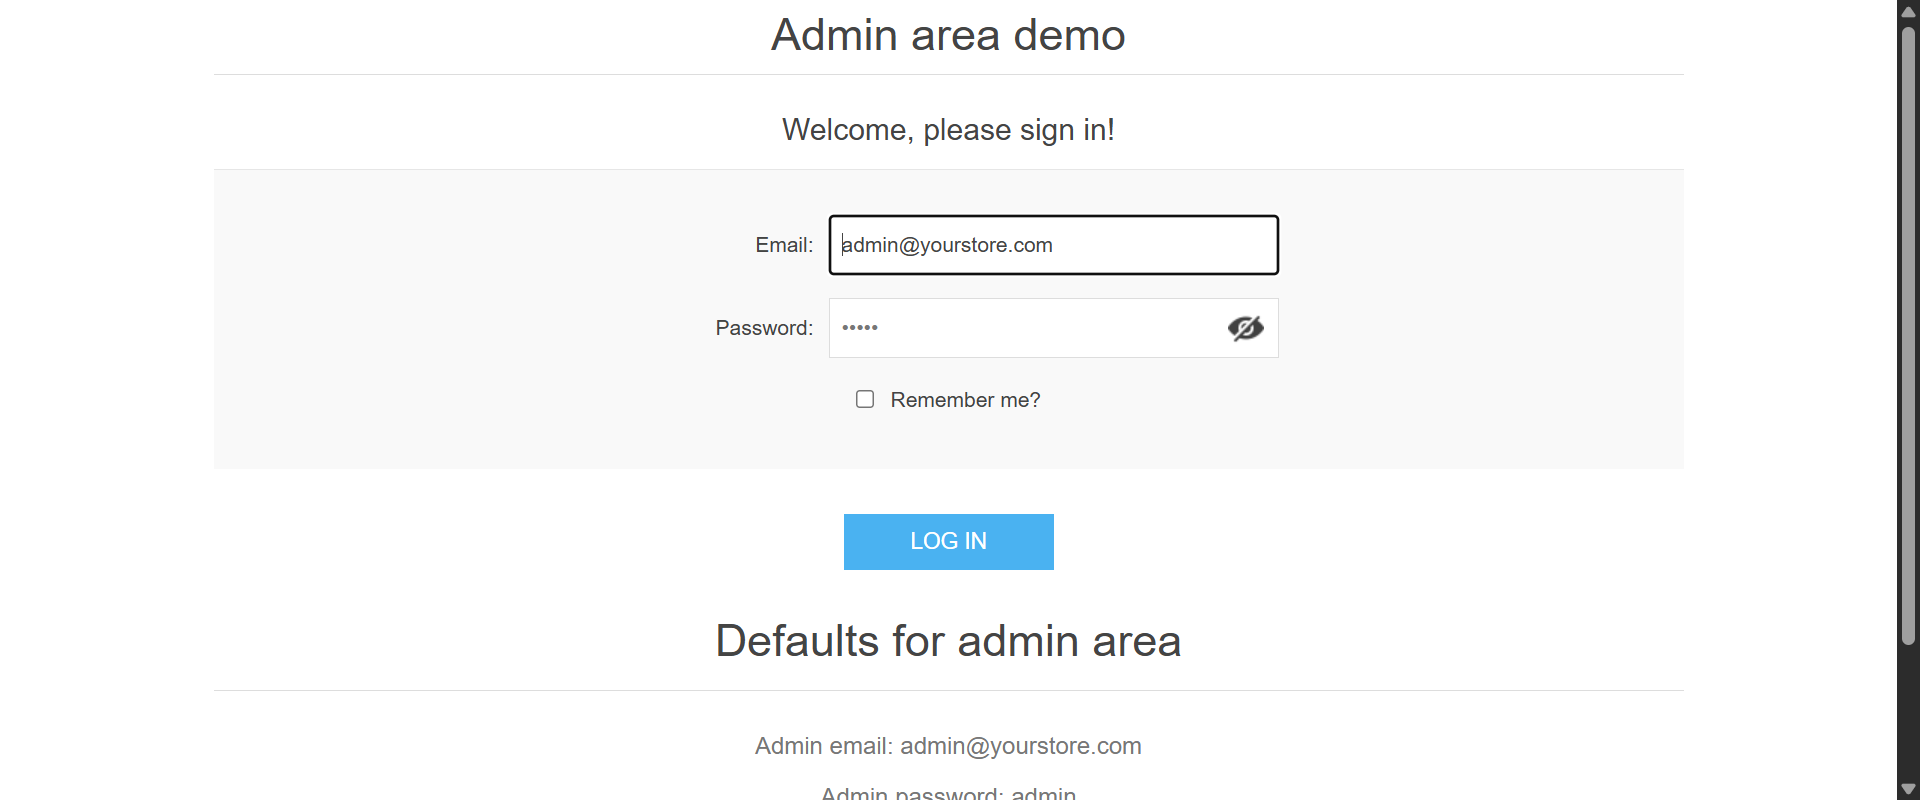 Admin area demo
Welcome, please sign in!
Email: admin@yourstore.com
Password: •••••
Remember me?
LOG IN
Defaults for admin area
Admin email: admin@yourstore.com
Admin password: admin